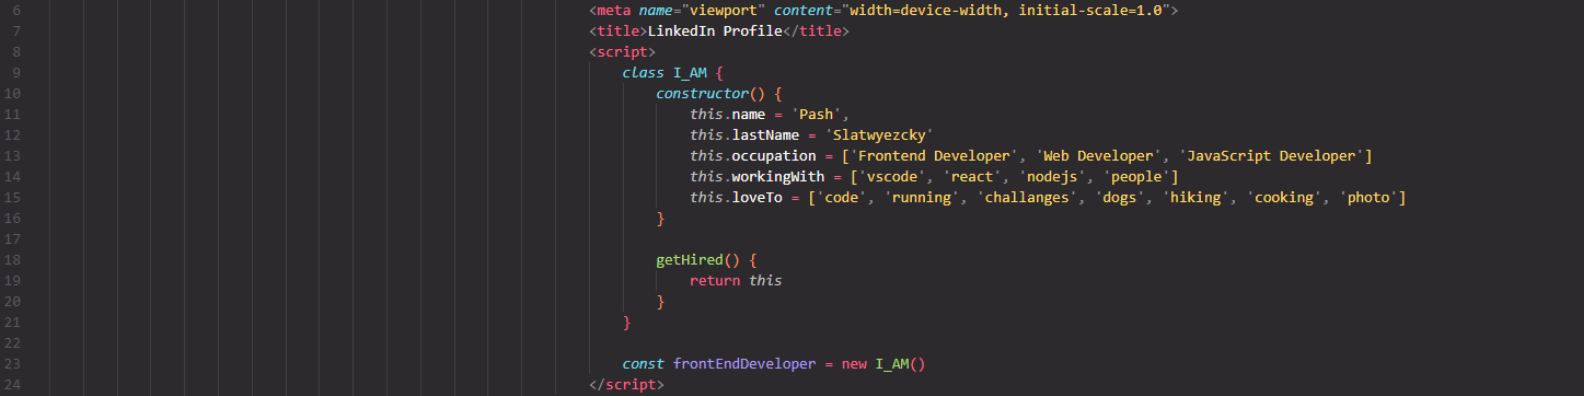 6 <meta name="viewport" content="width=device-width, initial-scale=1.0">
7 <title>LinkedIn Profile</title>
8 <script>
9 class I_AM {
10 constructor() {
11 this.name = 'Pash',
12 this.lastName = 'Slatwyezcky'
13 this.occupation = ['Frontend Developer', 'Web Developer', 'JavaScript Developer']
14 this.workingWith = ['vscode', 'react', 'nodejs', 'people']
15 this.loveTo = ['code', 'running', 'challanges', 'dogs', 'hiking', 'cooking', 'photo']
16 }
17
18 getHired() {
19 return this
20 }
21 }
22
23 const frontEndDeveloper = new I_AM()
24 </script>